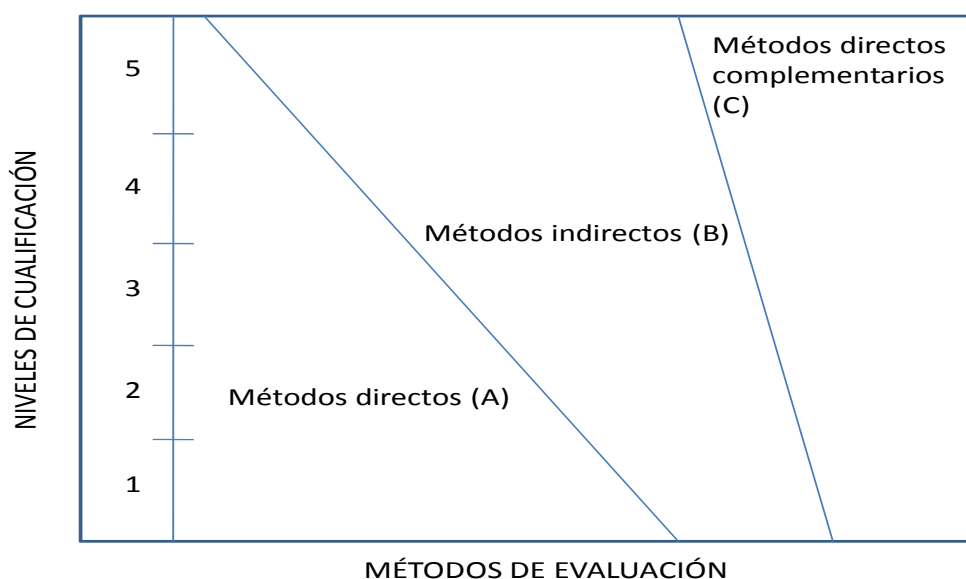 Métodos directos
complementarios
(C)
5
4
Métodos indirectos (B)
3
2
Métodos directos (A)
1
NIVELES DE CUALIFICACIÓN
MÉTODOS DE EVALUACIÓN